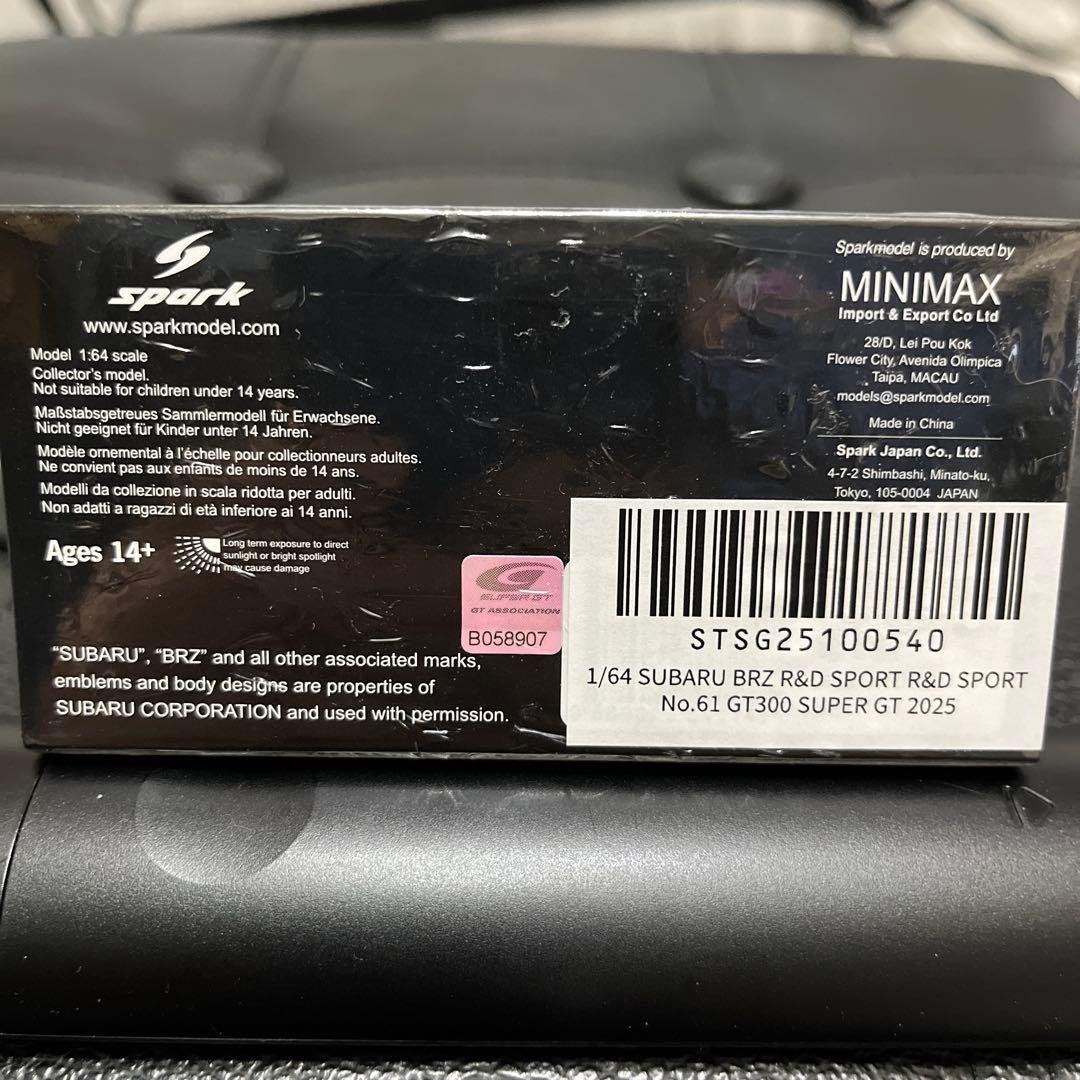 spark
www.sparkmodel.com
Model 1:64 scale
Collector's model.
Not suitable for children under 14 years.
Maßstabsgetreues Sammlermodell für Erwachsene.
Nicht geeignet für Kinder unter 14 Jahren.
Modèle ornemental à l'échelle pour collectionneurs adultes.
Ne convient pas aux enfants de moins de 14 ans.
Modelli da collezione in scala ridotta per adulti.
Non adatti a ragazzi di età inferiore ai 14 anni.
Ages 14+
Long term exposure to direct
sunlight or bright spotlight
may cause damage
"SUBARU", "BRZ" and all other associated marks,
emblems and body designs are properties of
SUBARU CORPORATION and used with permission.
SUPER GT
GT ASSOCIATION
B058907
Sparkmodel is produced by
MINIMAX
Import & Export Co Ltd
28/D, Lei Pou Kok
Flower City, Avenida Olimpica
Taipa, MACAU
models@sparkmodel.com
Made in China
Spark Japan Co., Ltd.
4-7-2 Shimbashi, Minato-ku,
Tokyo, 105-0004 JAPAN
STSG25100540
1/64 SUBARU BRZ R&D SPORT R&D SPORT
No.61 GT300 SUPER GT 2025